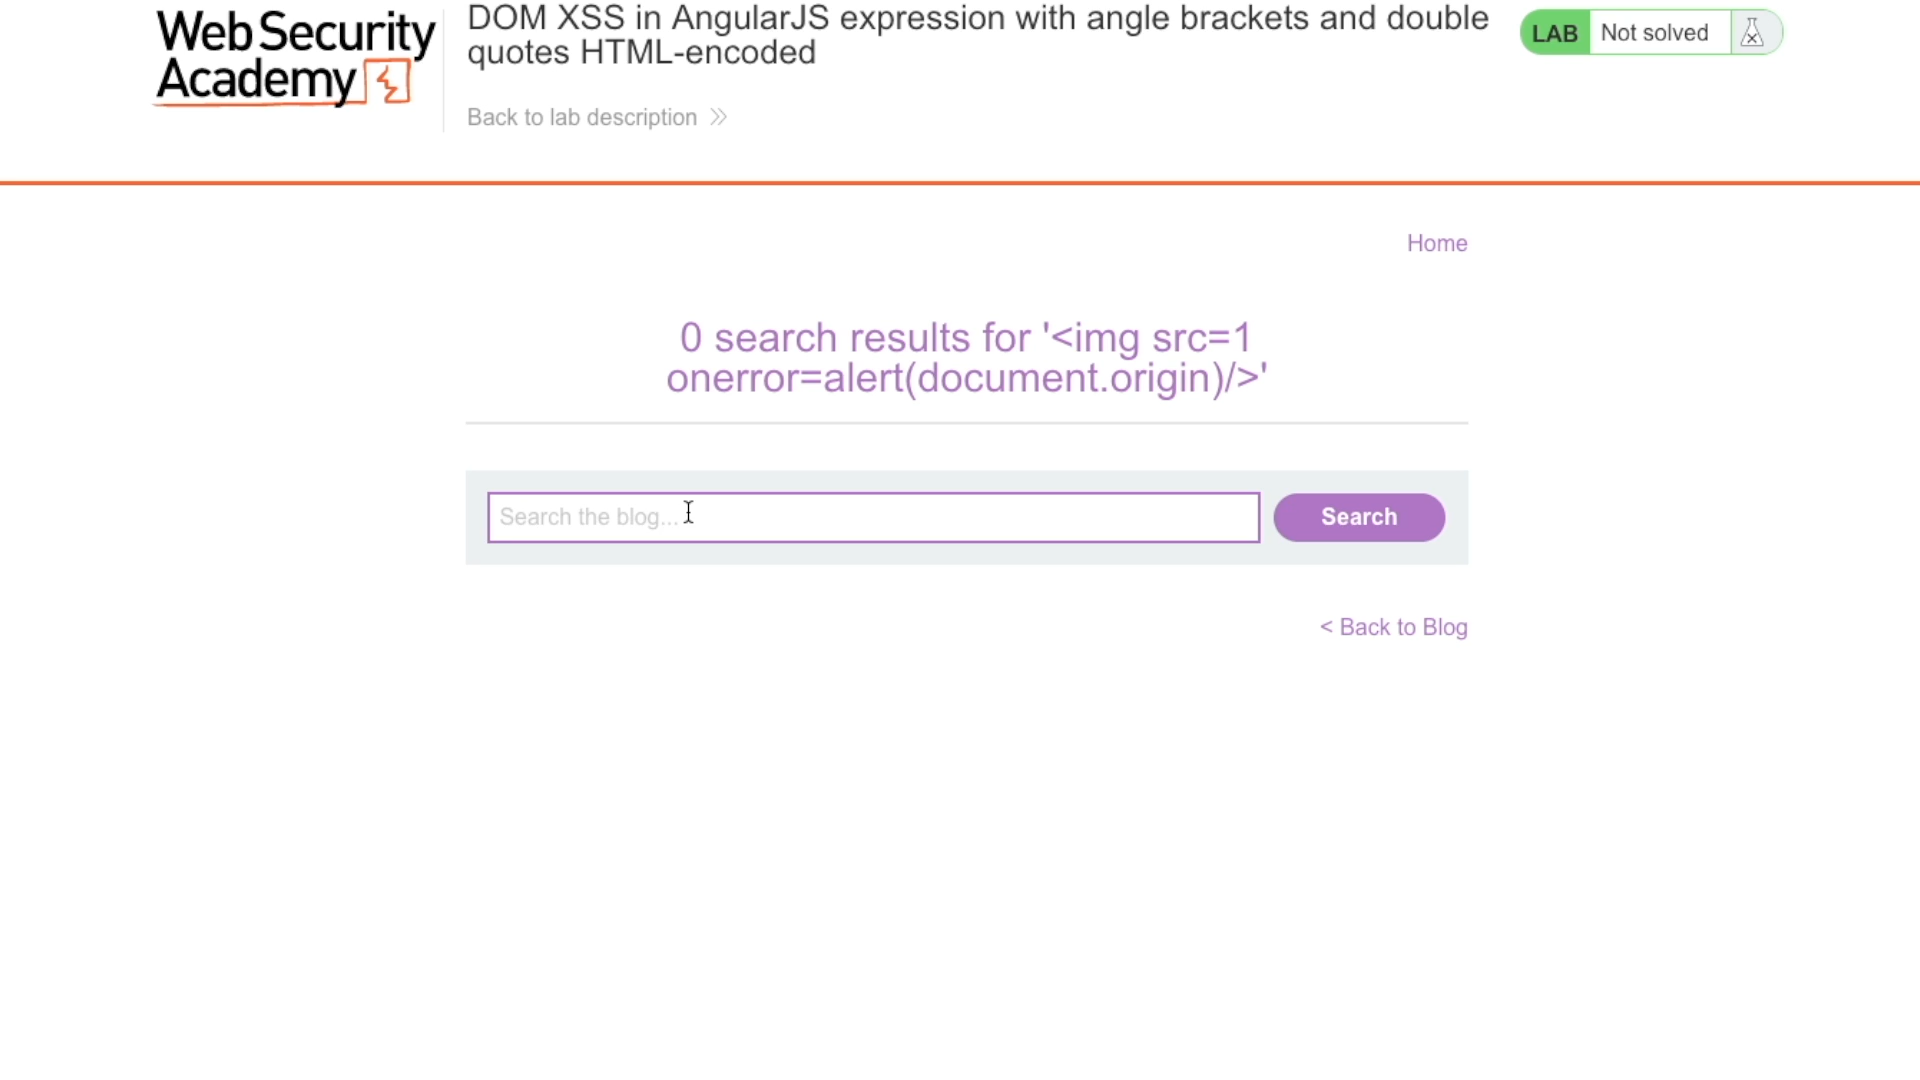 Web Security
Academy
DOM XSS in AngularJS expression with angle brackets and double
quotes HTML-encoded
Back to lab description
LAB Not solved
Home
0 search results for '<img src=1
onerror=alert(document.origin)/>'
Search the blog...
Search
< Back to Blog